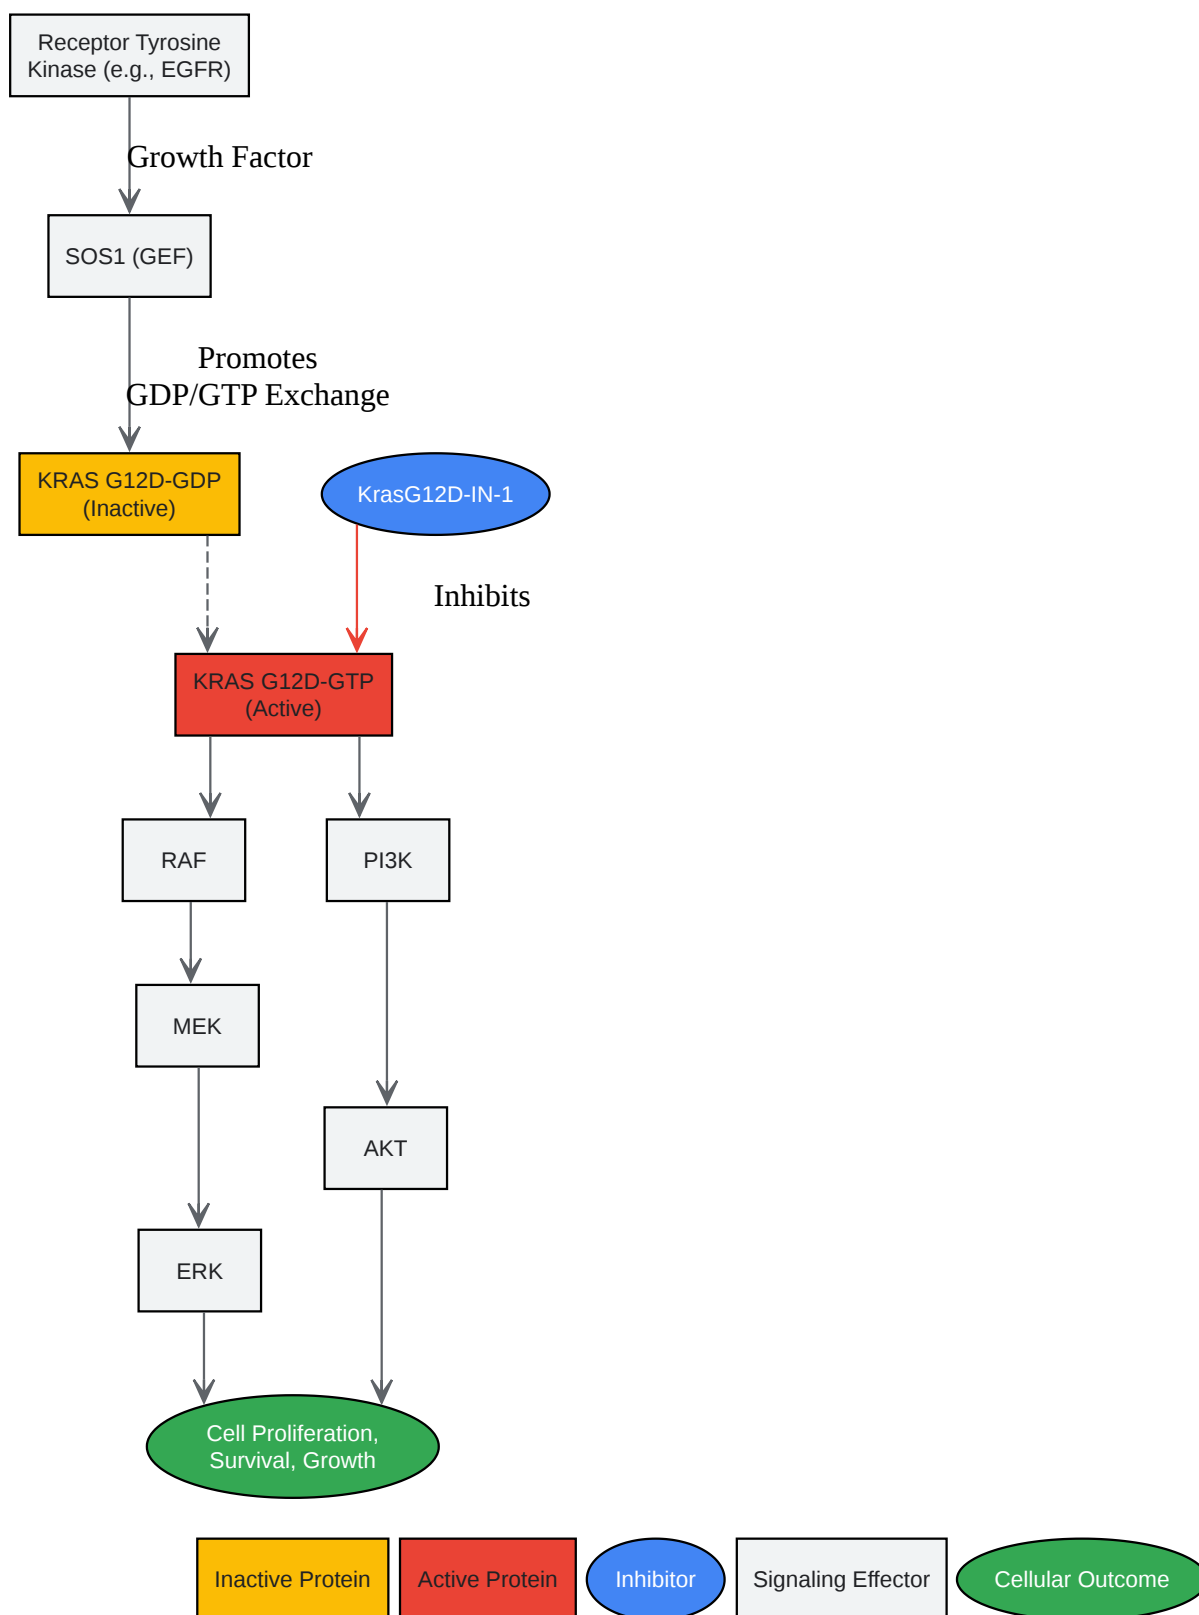 Receptor Tyrosine
Kinase (e.g., EGFR)
Growth Factor
SOS1 (GEF)
Promotes
GDP/GTP Exchange
KRAS G12D-GDP
(Inactive)
KrasG12D-IN-1
Inhibits
KRAS G12D-GTP
(Active)
RAF
PI3K
MEK
AKT
ERK
Cell Proliferation,
Survival, Growth
Inactive Protein
Active Protein
Inhibitor
Signaling Effector
Cellular Outcome